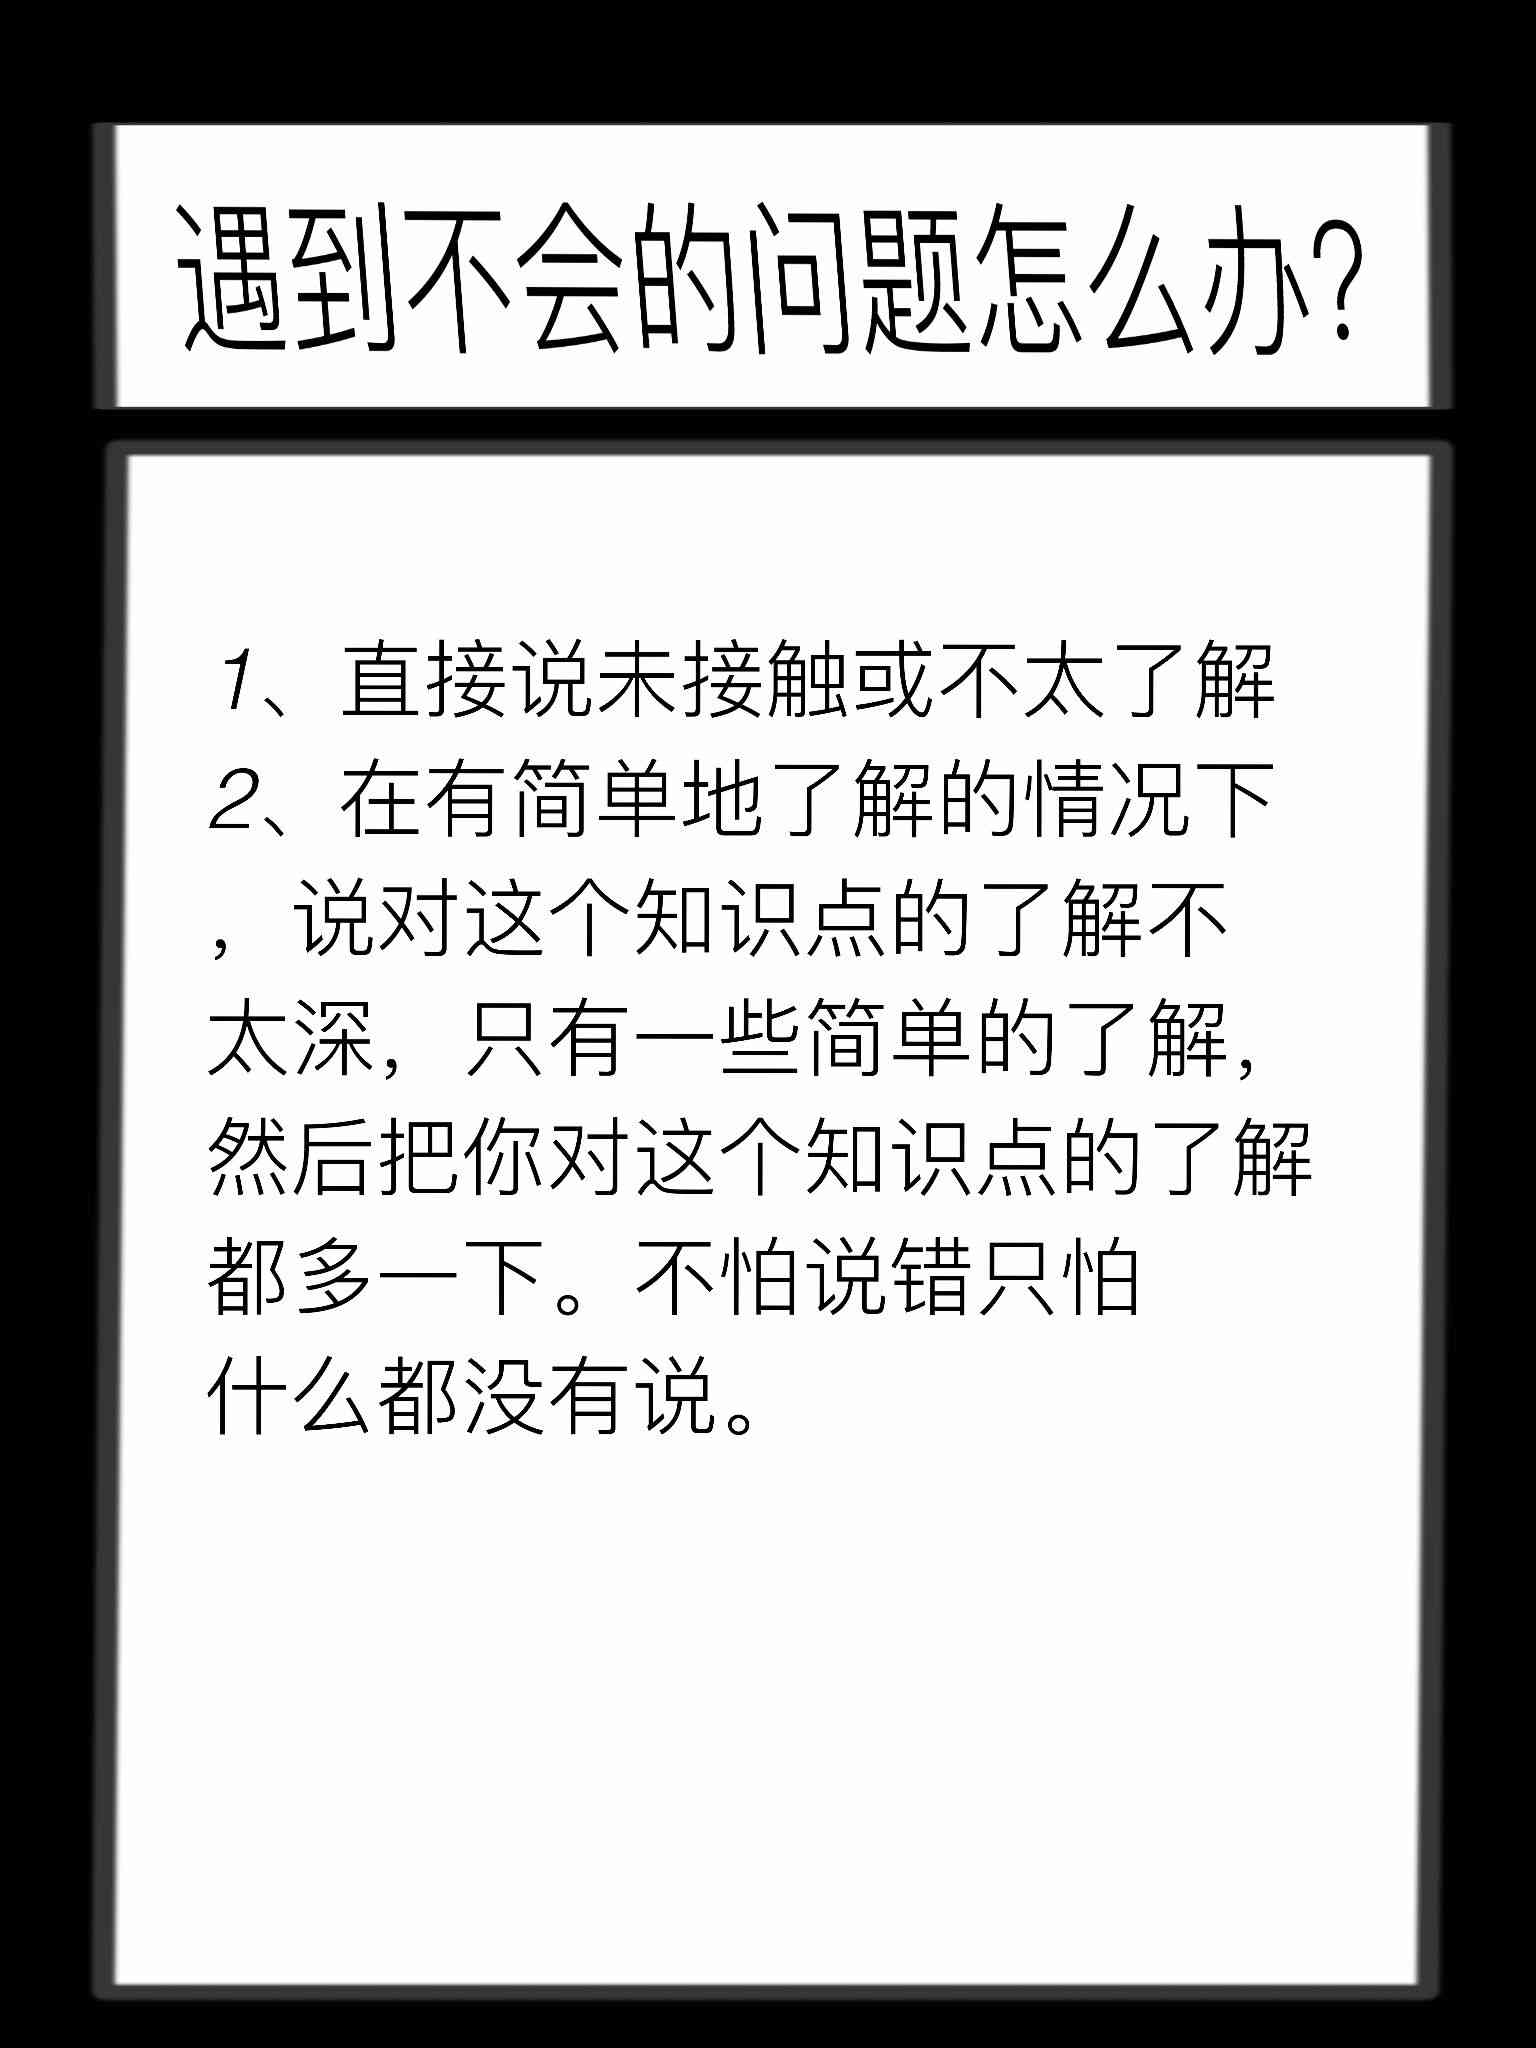 遇到不会的问题怎么办?
1、直接说未接触或不太了解
2、在有简单地了解的情况下
，说对这个知识点的了解不
太深，只有一些简单的了解，
然后把你对这个知识点的了解
都多一下。不怕说错只怕
什么都没有说。